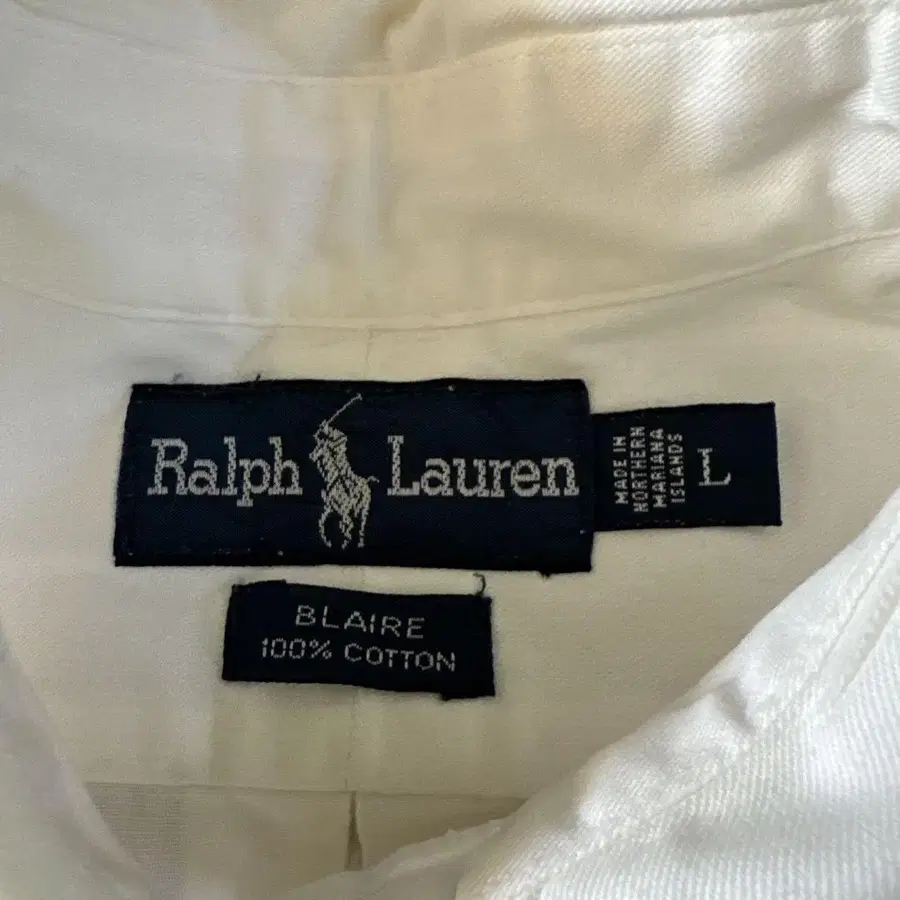 Ralph Lauren
MADE IN
NORTHERN
MARIANA
ISLANDS
L
BLAIRE
100% COTTON